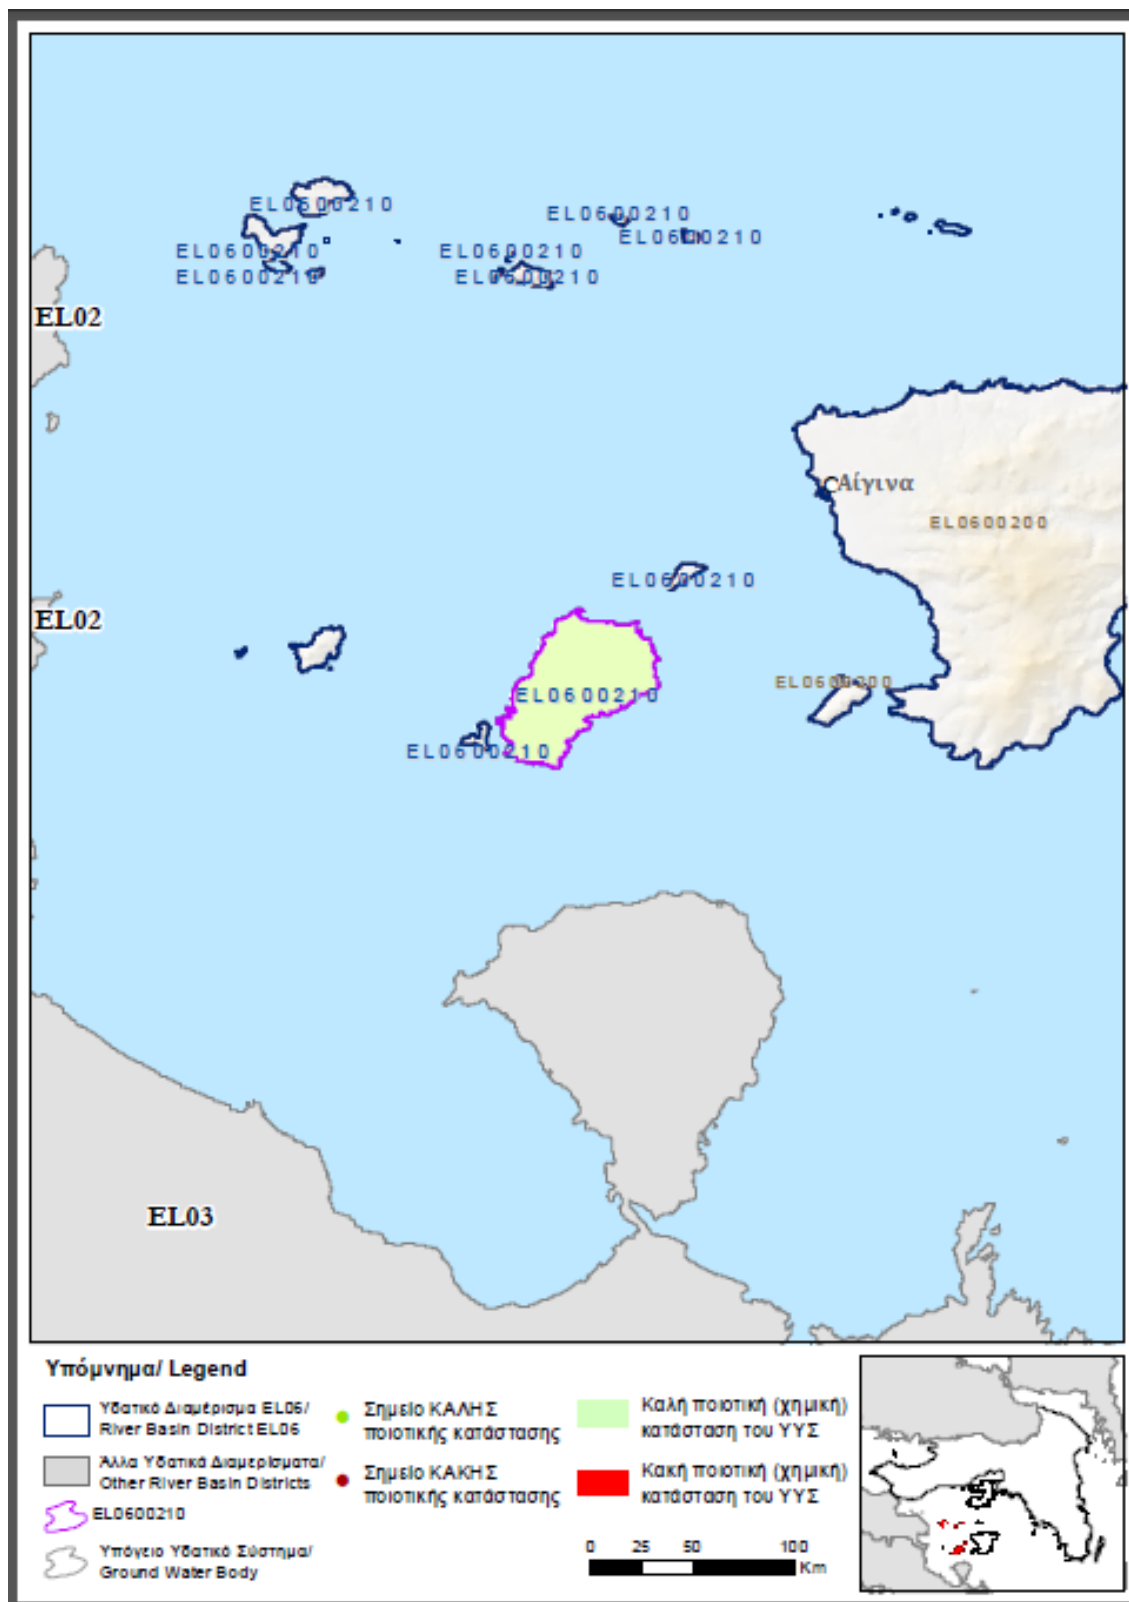 EL0600210
EL0600210
EL0600210
EL0600210
EL0600210
EL0600210
EL0600210
EL0600210
EL02
Αίγινα
EL0600200
EL0600210
EL02
EL0600200
EL0600210
EL0600210
EL03
Υπόμνημα/ Legend
Υδατικό Διαμέρισμα EL06/
River Basin District EL06
Άλλα Υδατικά Διαμερίσματα/
Other River Basin Districts
EL0600210
Υπόγειο Υδατικό Σύστημα/
Ground Water Body
Σημείο ΚΑΛΗΣ
ποιοτικής κατάστασης
Σημείο ΚΑΚΗΣ
ποιοτικής κατάστασης
Καλή ποιοτική (χημική)
κατάσταση του ΥΥΣ
Κακή ποιοτική (χημική)
κατάσταση του ΥΥΣ
0 25 50 100
Km